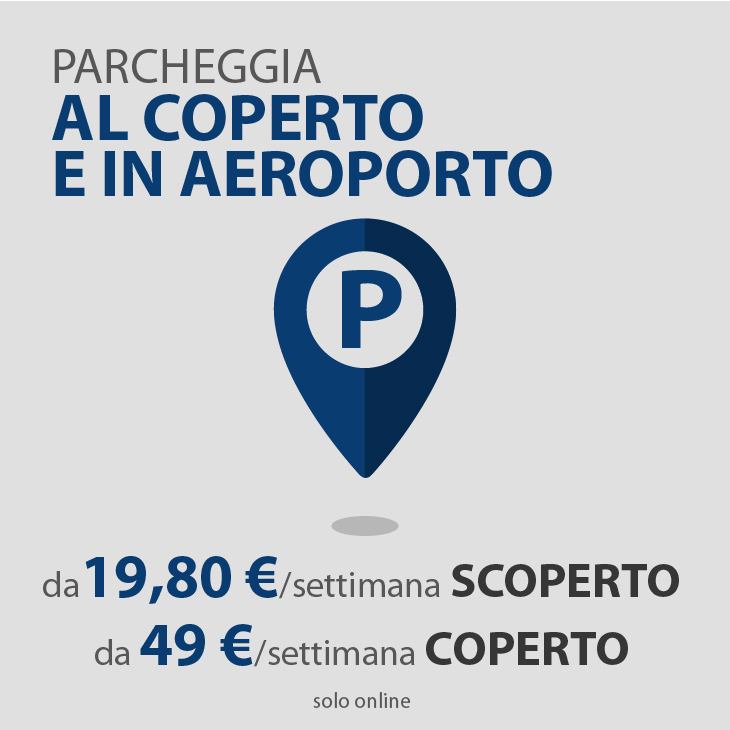 PARCHEGGIA
AL COPERTO
E IN AEROPORTO
P
da 19,80 €/settimana SCOPERTO
da 49 €/settimana COPERTO
solo online